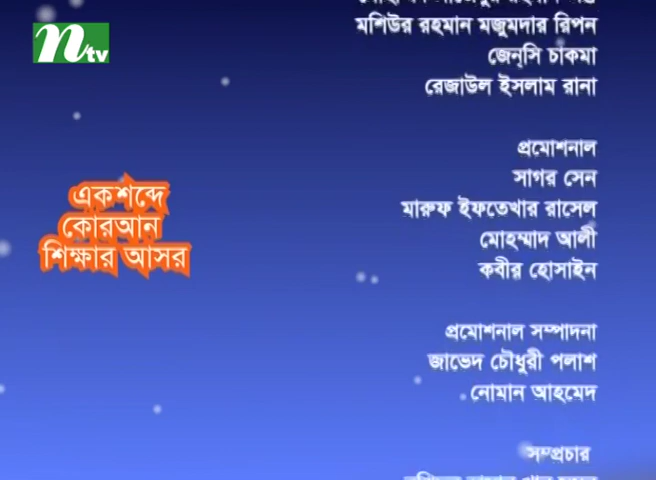 ntv
মশিউর রহমান মজুমদার রিপন
জেনুসি চাকমা
রেজাউল ইসলাম রানা
প্রমোশনাল
সাগর সেন
মারুফ ইফতেখার রাসেল
মোহম্মাদ আলী
কবীর হোসাইন
প্রমোশনাল সম্পাদনা
জাভেদ চৌধুরী পলাশ
নোমান আহমেদ
সম্প্রচার
একশব্দে
কোরআন
শিক্ষার আসর